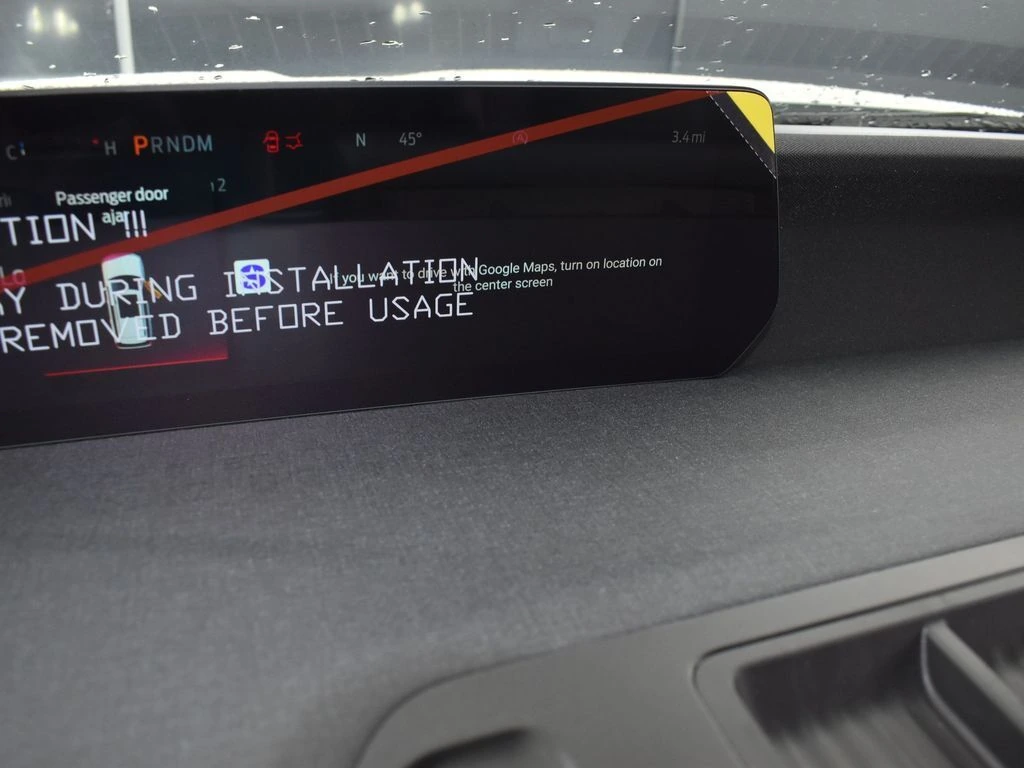 C H PRNDM N 45° 3.4 mi
Passenger door
ajar
TION !!!
If you want to drive with Google Maps, turn on location on
the center screen
Y DURING INSTALLATION
REMOVED BEFORE USAGE